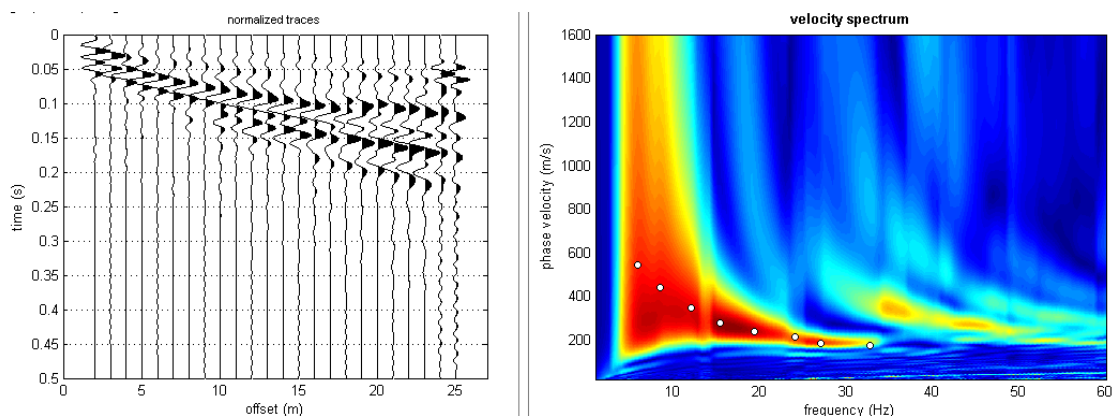 normalized traces
time (s)
0
0.05
0.1
0.15
0.2
0.25
0.3
0.35
0.4
0.45
0.5
0 5 10 15 20 25
offset (m)
velocity spectrum
phase velocity (m/s)
1600
1400
1200
1000
800
600
400
200
10 20 30 40 50 60
frequency (Hz)